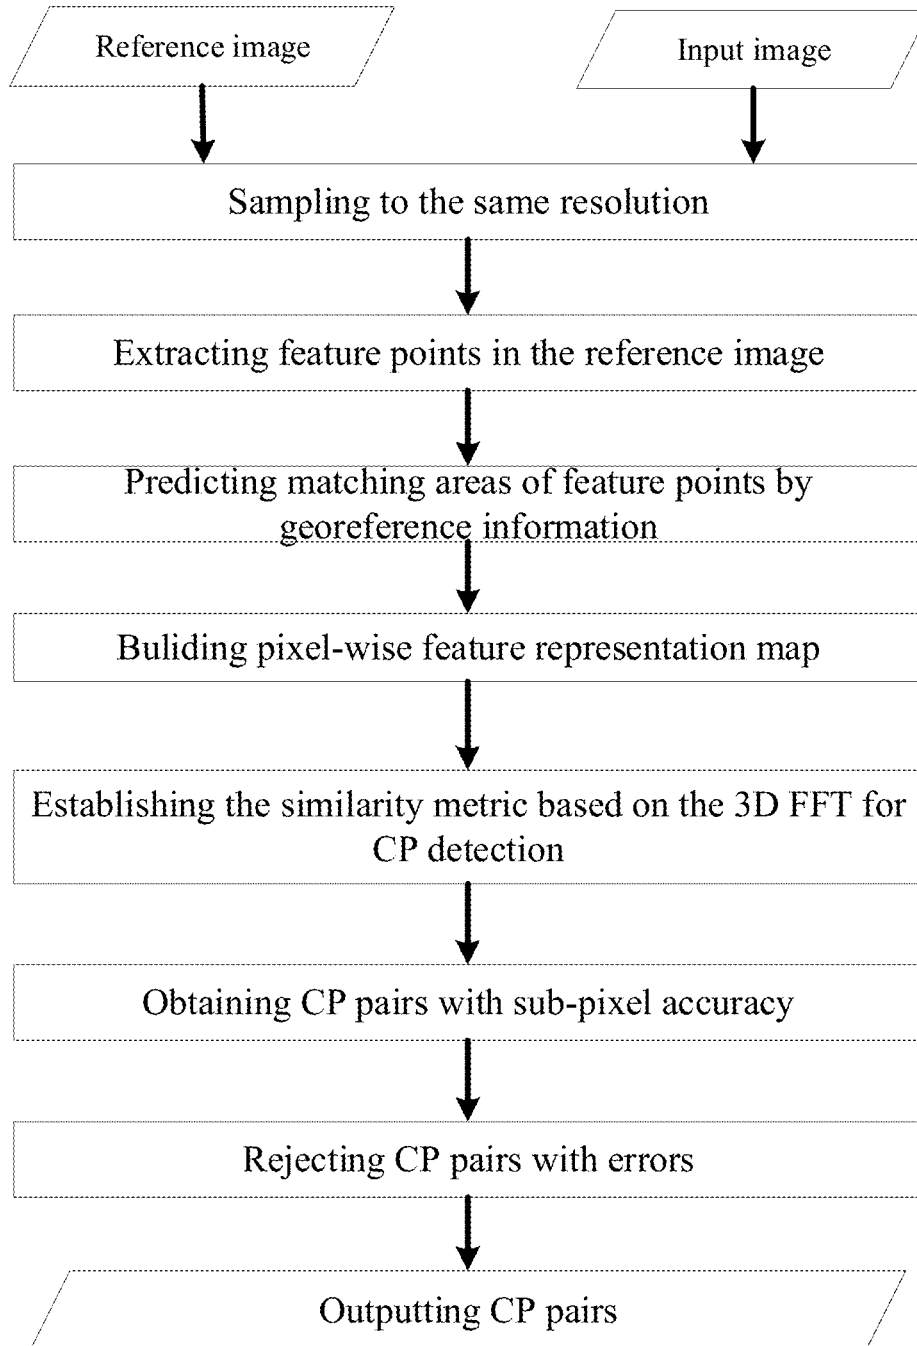 Reference image
Input image
Sampling to the same resolution
Extracting feature points in the reference image
Predicting matching areas of feature points by
georeference information
Buliding pixel-wise feature representation map
Establishing the similarity metric based on the 3D FFT for
CP detection
Obtaining CP pairs with sub-pixel accuracy
Rejecting CP pairs with errors
Outputting CP pairs